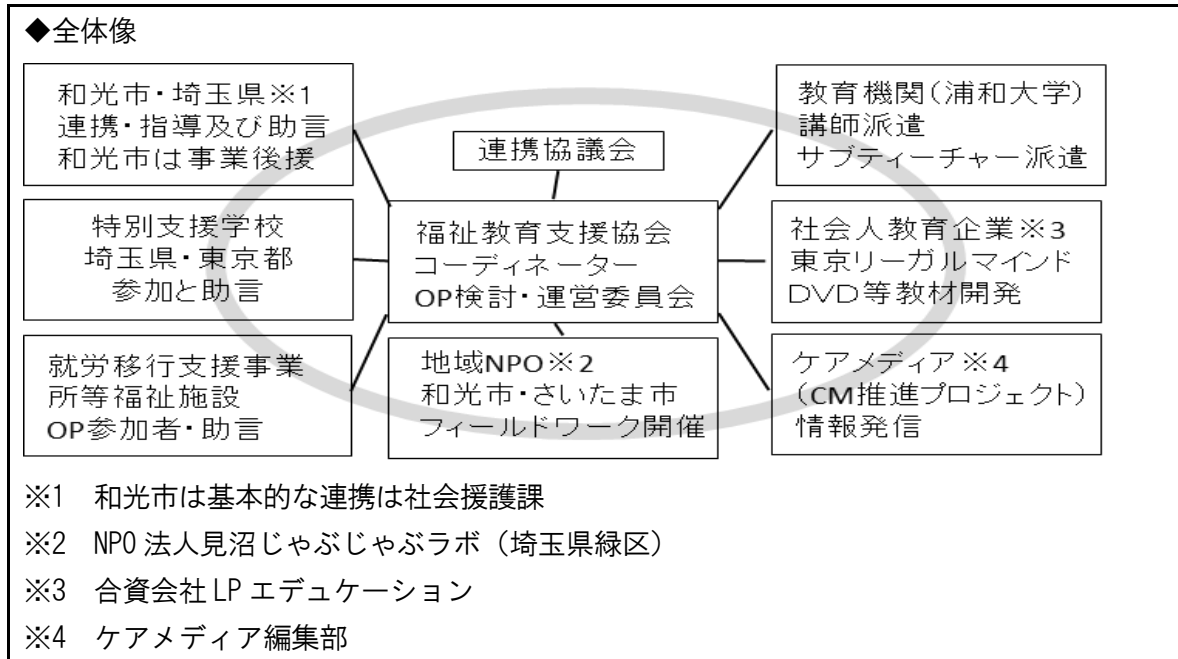 ◆全体像
和光市・埼玉県※1
連携・指導及び助言
和光市は事業後援
連携協議会
教育機関(浦和大学)
講師派遣
サブティーチャー派遣
特別支援学校
埼玉県・東京都
参加と助言
福祉教育支援協会
コーディネーター
OP検討・運営委員会
社会人教育企業※3
東京リーガルマインド
DVD等教材開発
就労移行支援事業
所等福祉施設
OP参加者・助言
地域NPO※2
和光市・さいたま市
フィールドワーク開催
ケアメディア※4
(CM推進プロジェクト)
情報発信
※1 和光市は基本的な連携は社会援護課
※2 NPO法人見沼じゃぶじゃぶラボ(埼玉県緑区)
※3 合資会社LPエデュケーション
※4 ケアメディア編集部